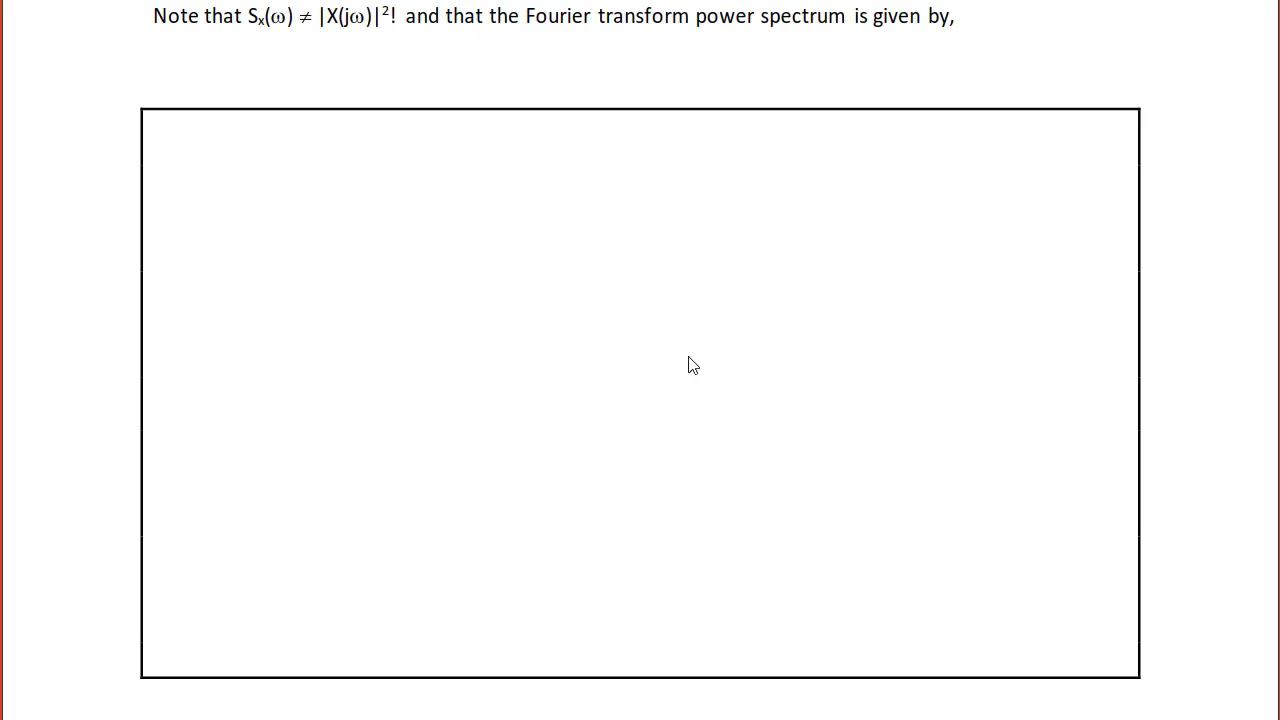 Note that Sₓ(ω) ≠ |X(jω)|²! and that the Fourier transform power spectrum is given by,